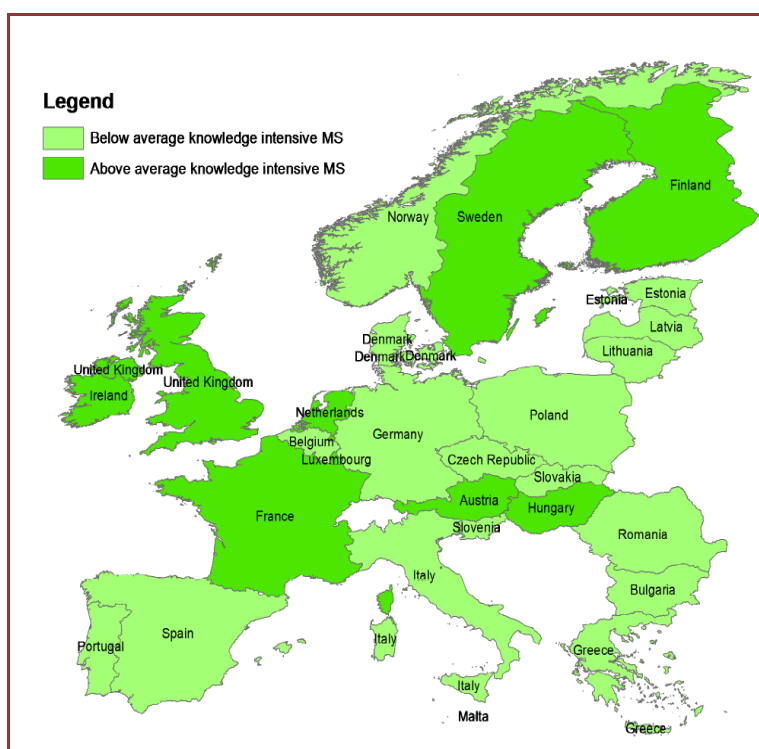 Legend
Below average knowledge intensive MS
Above average knowledge intensive MS
Finland
Norway
Sweden
Estonia
Estonia
Latvia
Denmark
Lithuania
Denmark
Denmark
United Kingdom
United Kingdom
Ireland
Netherlands
Poland
Germany
Belgium
Luxembourg
Czech Republic
Slovakia
Austria
Hungary
France
Slovenia
Romania
Italy
Bulgaria
Spain
Portugal
Italy
Greece
Italy
Malta
Greece